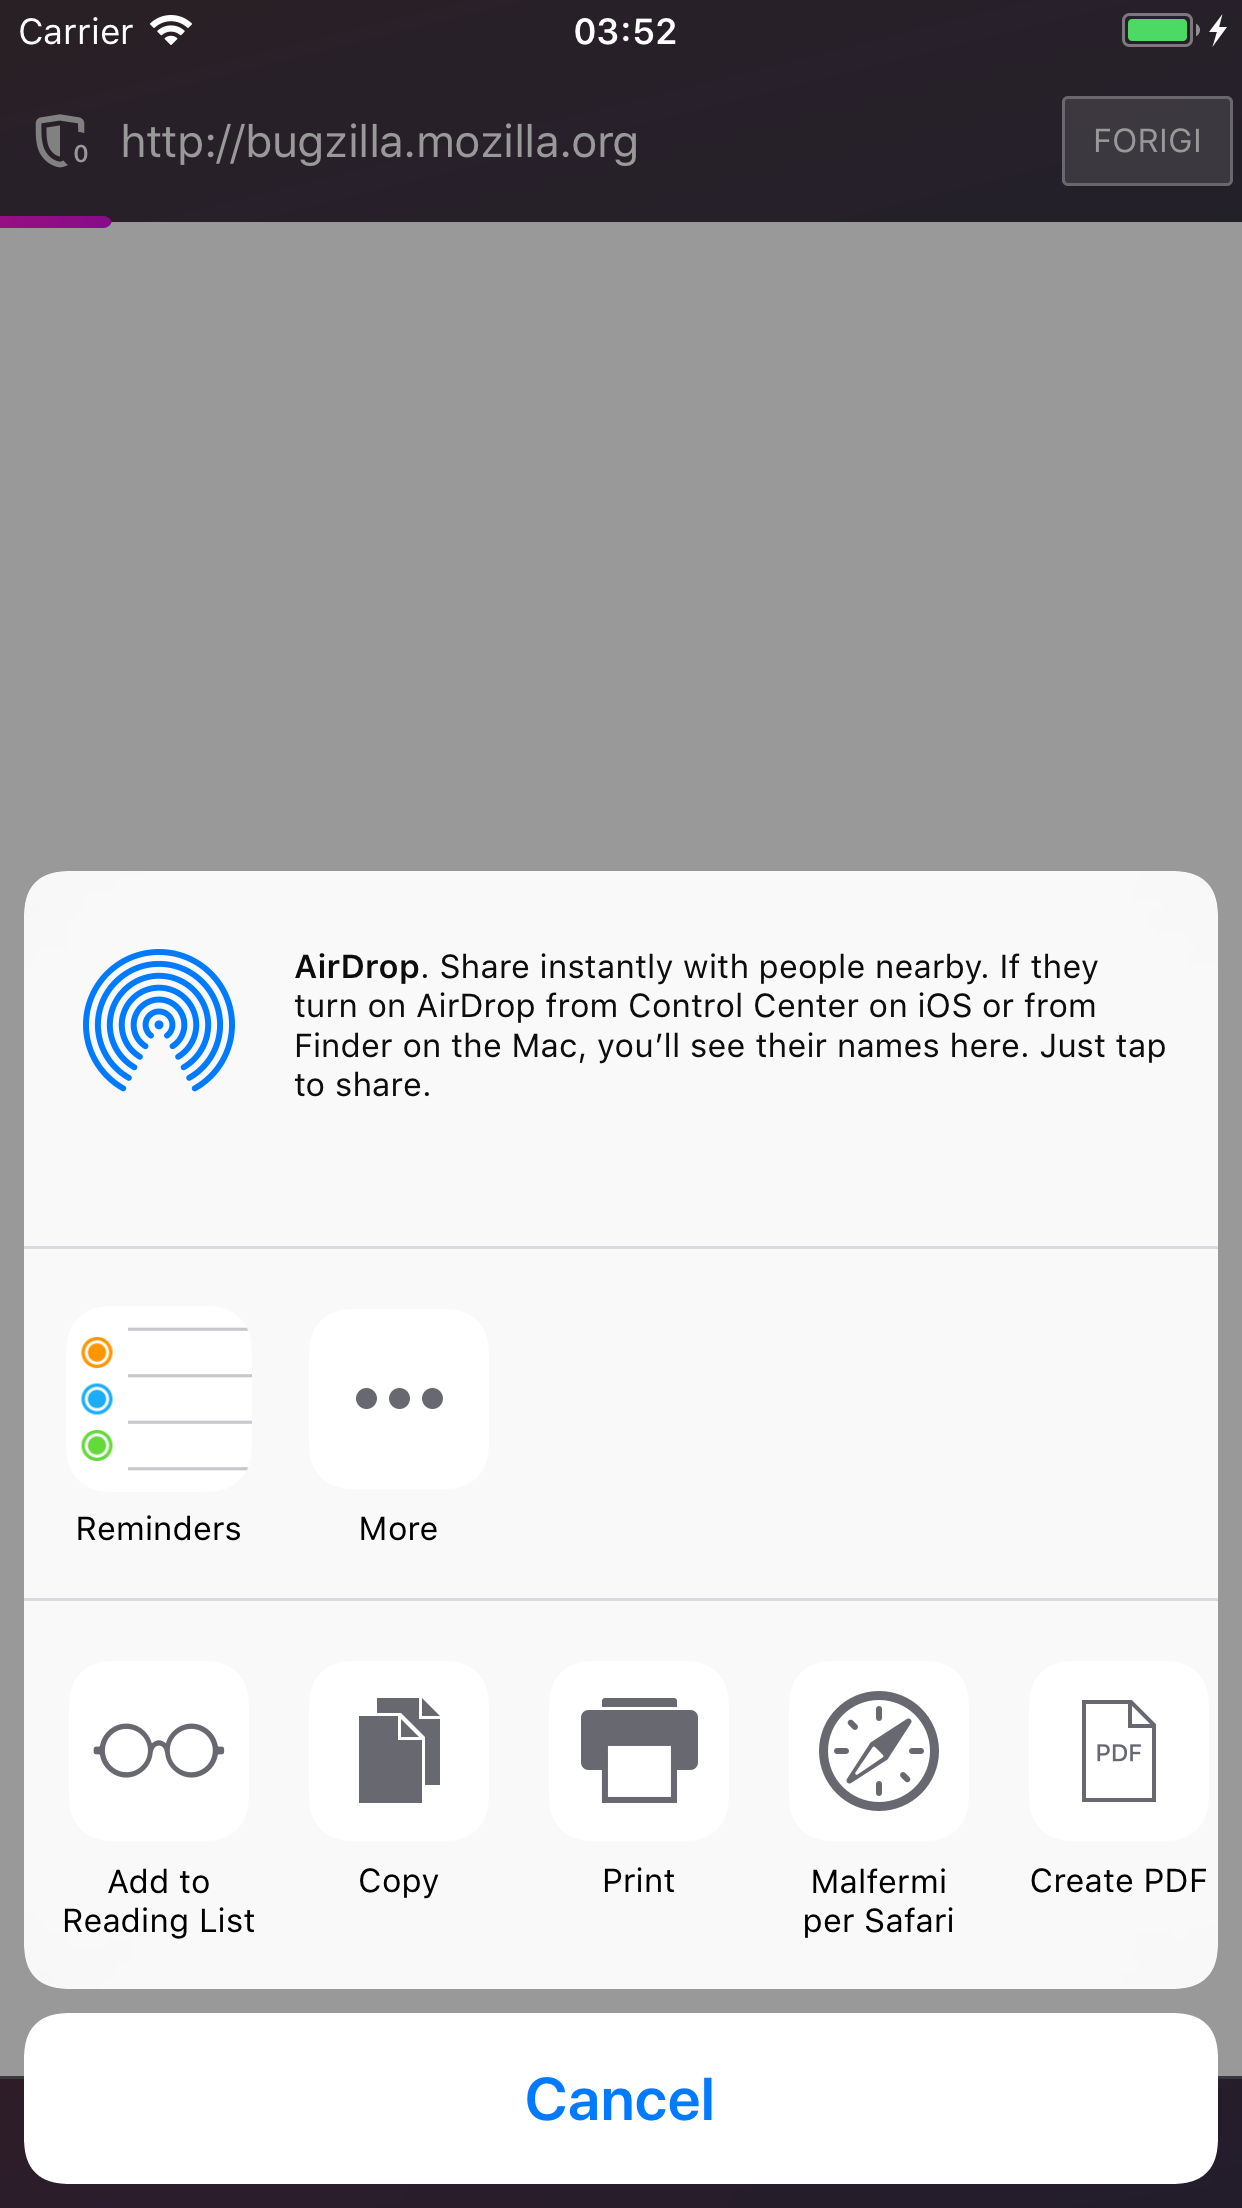 Carrier 03:52
0 http://bugzilla.mozilla.org FORIGI
AirDrop. Share instantly with people nearby. If they
turn on AirDrop from Control Center on iOS or from
Finder on the Mac, you’ll see their names here. Just tap
to share.
Reminders
More
Add to
Reading List
Copy
Print
Malfermi
per Safari
PDF
Create PDF
Cancel